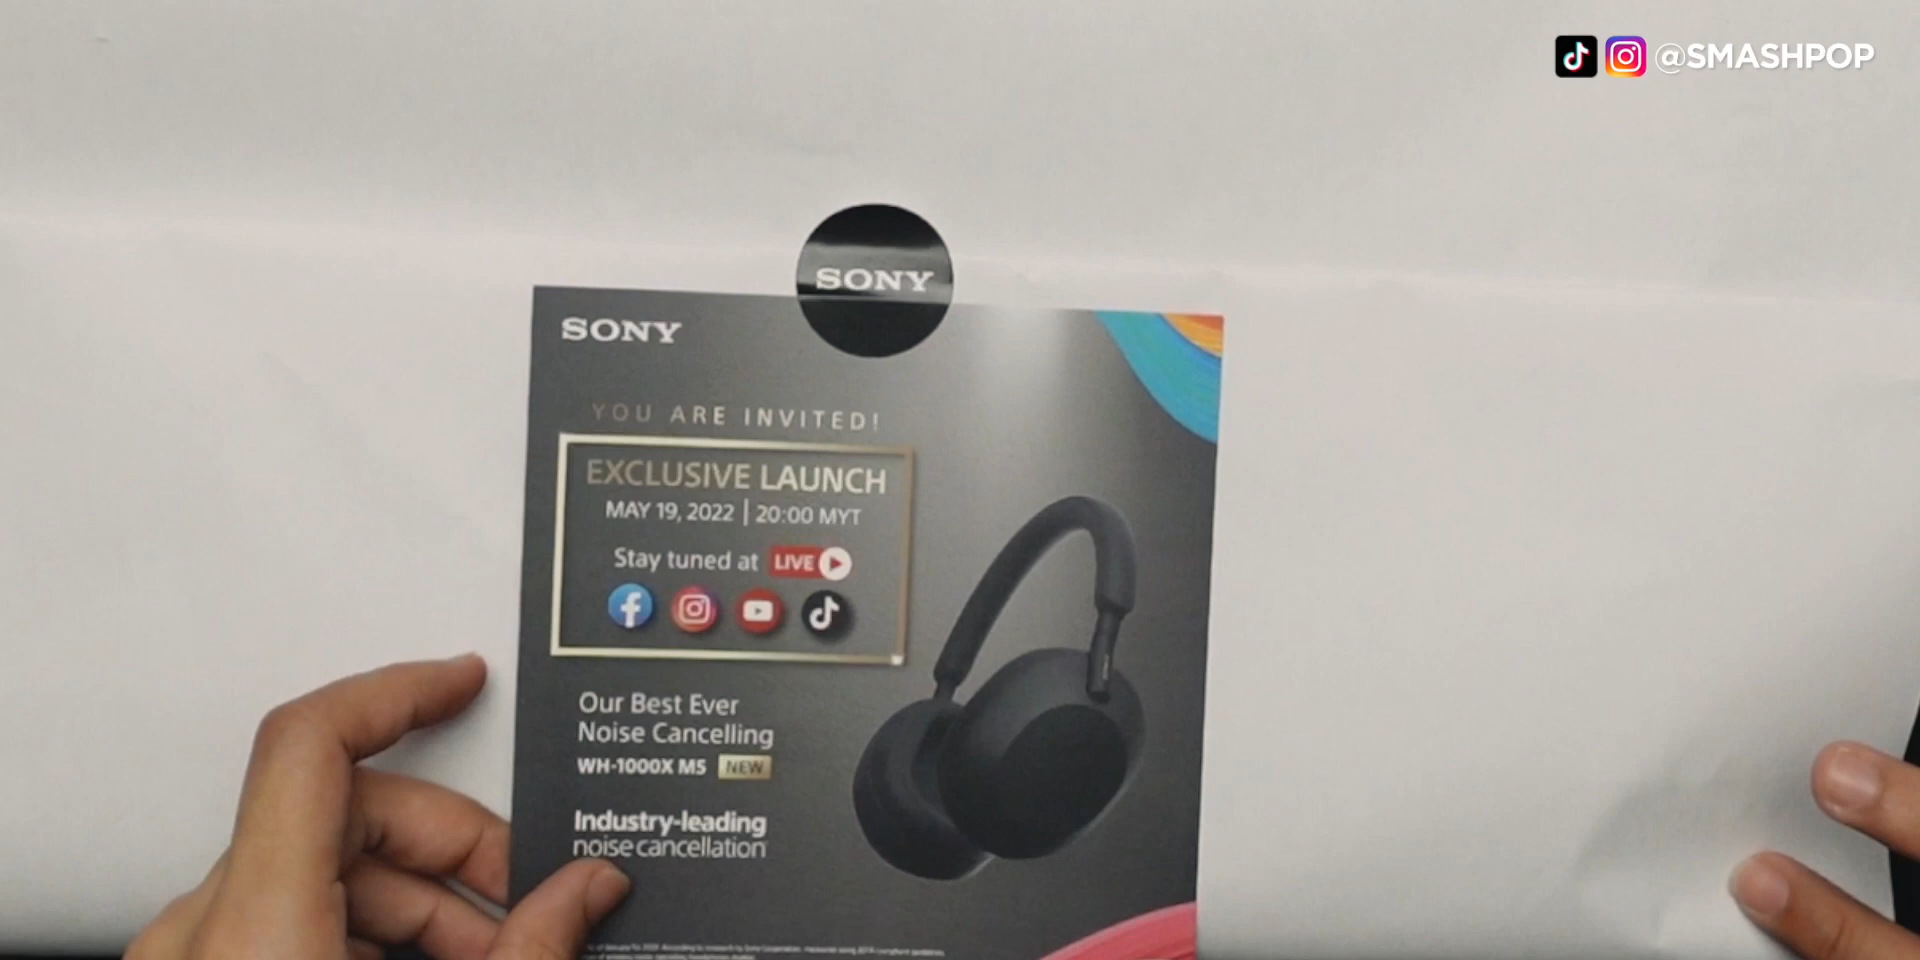 @SMASHPOP
SONY
SONY
YOU ARE INVITED!
EXCLUSIVE LAUNCH
MAY 19, 2022 | 20:00 MYT
Stay tuned at LIVE
Our Best Ever
Noise Cancelling
WH-1000X M5 NEW
Industry-leading
noise cancellation